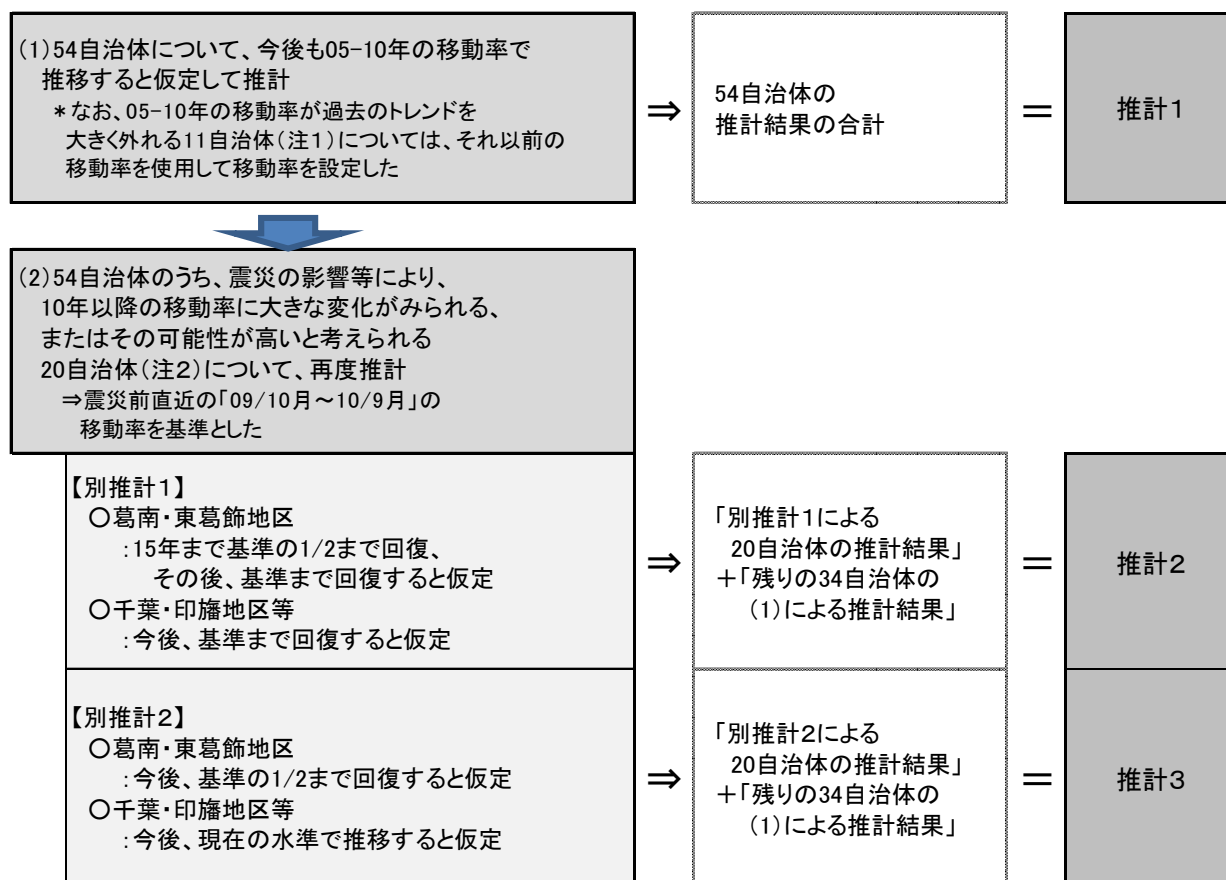 (1)54自治体について、今後も05-10年の移動率で
推移すると仮定して推計
*なお、05-10年の移動率が過去のトレンドを
大きく外れる11自治体(注1)については、それ以前の
移動率を使用して移動率を設定した
⇒
54自治体の
推計結果の合計
=
推計1
(2)54自治体のうち、震災の影響等により、
10年以降の移動率に大きな変化がみられる、
またはその可能性が高いと考えられる
20自治体(注2)について、再度推計
⇒震災前直近の「09/10月~10/9月」の
移動率を基準とした
【別推計1】
○葛南・東葛飾地区
:15年まで基準の1/2まで回復、
その後、基準まで回復すると仮定
○千葉・印旛地区等
:今後、基準まで回復すると仮定
⇒
「別推計1による
20自治体の推計結果」
+「残りの34自治体の
(1)による推計結果」
=
推計2
【別推計2】
○葛南・東葛飾地区
:今後、基準の1/2まで回復すると仮定
○千葉・印旛地区等
:今後、現在の水準で推移すると仮定
⇒
「別推計2による
20自治体の推計結果」
+「残りの34自治体の
(1)による推計結果」
=
推計3